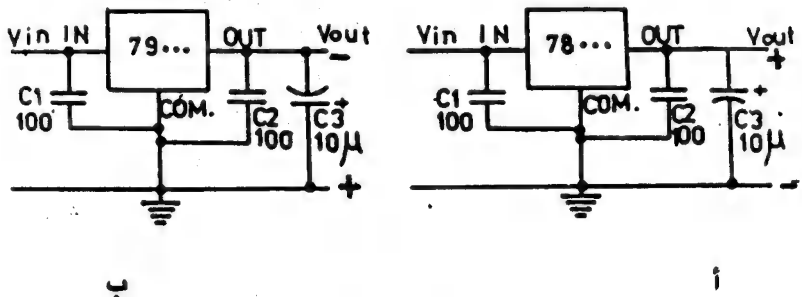 Vin IN 79... OUT Vout
-
C1
100
COM.
C2
100
+
C3
10µ
+
ب
Vin IN 78... OUT Vout
+
C1
100
COM.
C2
100
+
C3
10µ
-
أ